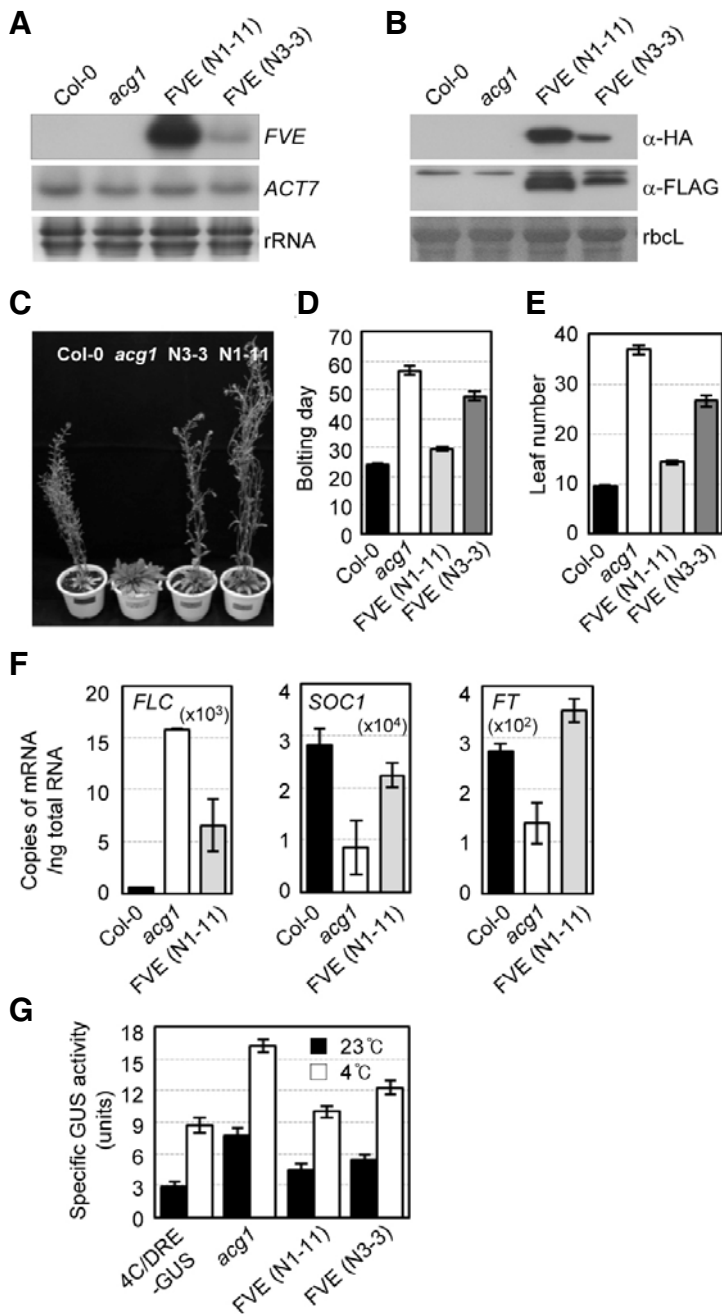 A
Col-0
acg1
FVE (N1-11)
FVE (N3-3)
FVE
ACT7
rRNA
B
Col-0
acg1
FVE (N1-11)
FVE (N3-3)
α-HA
α-FLAG
rbcL
C
Col-0 acg1 N3-3 N1-11
D
Bolting day
70
60
50
40
30
20
10
0
Col-0
acg1
FVE (N1-11)
FVE (N3-3)
E
Leaf number
40
30
20
10
0
Col-0
acg1
FVE (N1-11)
FVE (N3-3)
F
Copies of mRNA
/ng total RNA
20
15
10
5
0
FLC
(x10³)
Col-0
acg1
FVE (N1-11)
4
3
2
1
0
SOC1
(x10⁴)
Col-0
acg1
FVE (N1-11)
4
3
2
1
0
FT
(x10²)
Col-0
acg1
FVE (N1-11)
G
Specific GUS activity
(units)
18
15
12
9
6
3
0
23℃
4℃
4C/DRE
-GUS
acg1
FVE (N1-11)
FVE (N3-3)